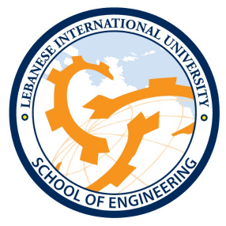 LEBANESE INTERNATIONAL UNIVERSITY
SCHOOL OF ENGINEERING